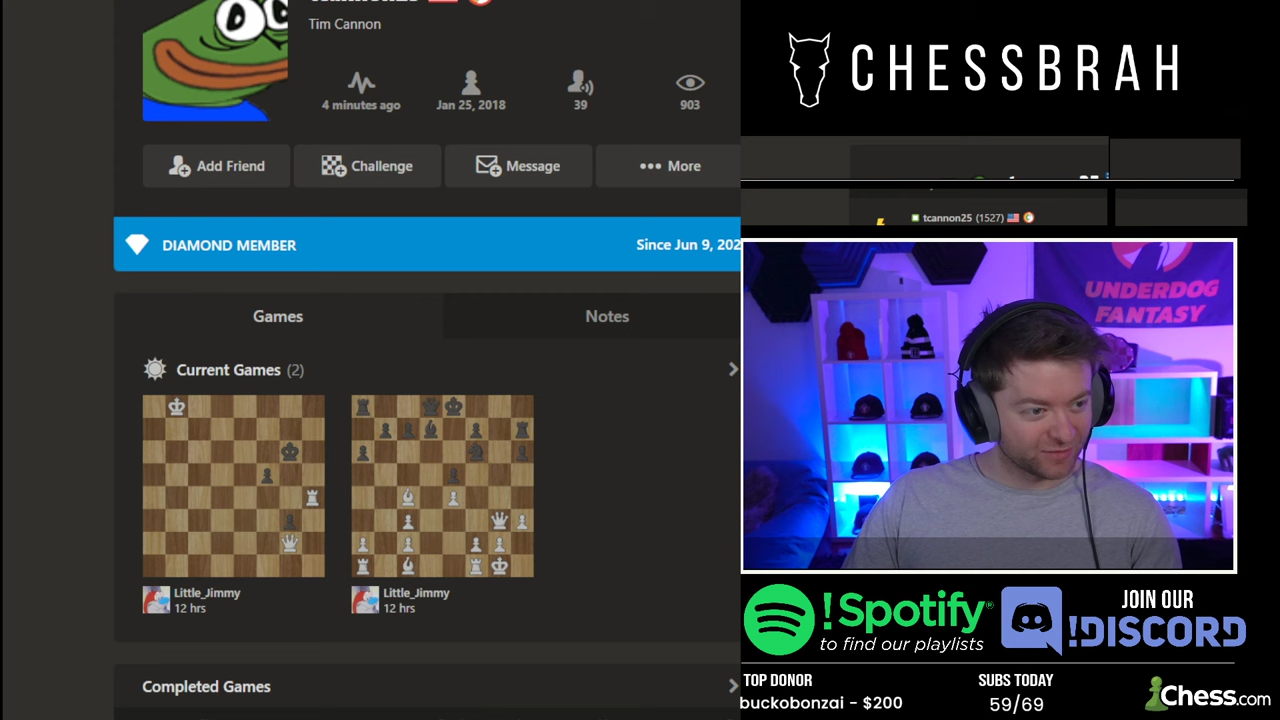 Tim Cannon
4 minutes ago
Jan 25, 2018
39
903
Add Friend
Challenge
Message
More
DIAMOND MEMBER
Since Jun 9, 202
Games
Notes
Current Games (2)
Little_Jimmy
12 hrs
Little_Jimmy
12 hrs
Completed Games
CHESSBRAH
tcannon25 (1527)
UNDERDOG
FANTASY
!Spotify®
to find our playlists
JOIN OUR
!DISCORD
TOP DONOR
buckobonzai - $200
SUBS TODAY
59/69
Chess.com